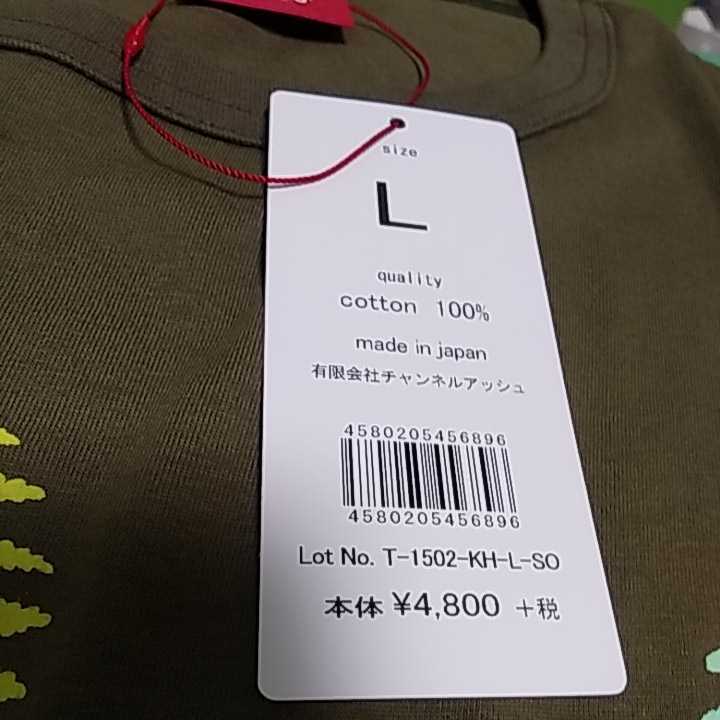 size
L
quality
cotton 100%
made in japan
有限会社チャンネルアッシュ
4580205456896
4580205456896
Lot No. T-1502-KH-L-SO
本体 ¥4,800 +税